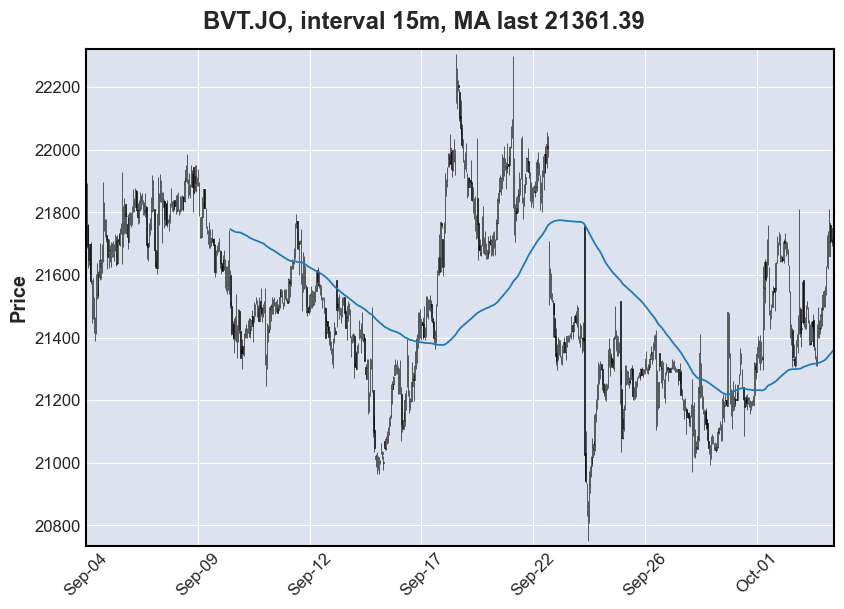 BVT.JO, interval 15m, MA last 21361.39
Price
22200
22000
21800
21600
21400
21200
21000
20800
Sep-04
Sep-09
Sep-12
Sep-17
Sep-22
Sep-26
Oct-01